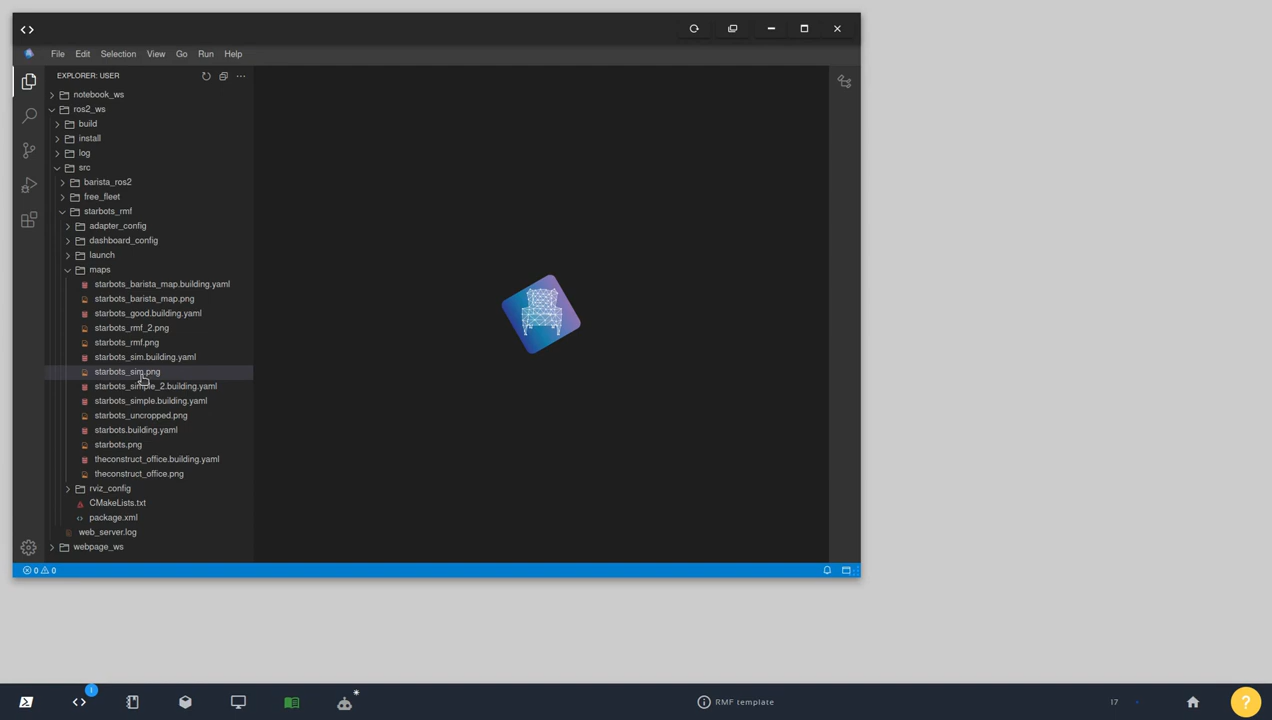 File Edit Selection View Go Run Help
EXPLORER: USER
notebook_ws
ros2_ws
build
install
log
src
barista_ros2
free_fleet
starbots_rmf
adapter_config
dashboard_config
launch
maps
starbots_barista_map.building.yaml
starbots_barista_map.png
starbots_good.building.yaml
starbots_rmf_2.png
starbots_rmf.png
starbots_sim.building.yaml
starbots_sim.png
starbots_simple_2.building.yaml
starbots_simple.building.yaml
starbots_uncropped.png
starbots.building.yaml
starbots.png
theconstruct_office.building.yaml
theconstruct_office.png
rviz_config
CMakeLists.txt
package.xml
web_server.log
webpage_ws
0 0
1
RMF template
17
?